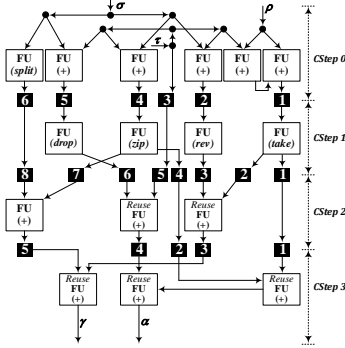 σ
ρ
τ
FU FU FU FU FU FU
(split) (+) (+) (+) (+) (+)
CStep 0
6 5 4 3 2 1
FU FU FU FU
(drop) (zip) (rev) (take)
CStep 1
8 7 6 5 4 3 2 1
FU Reuse Reuse
(+) FU FU
(+) (+)
CStep 2
5 4 2 3 1
Reuse Reuse Reuse
FU FU FU
(+) (+) (+)
CStep 3
γ α